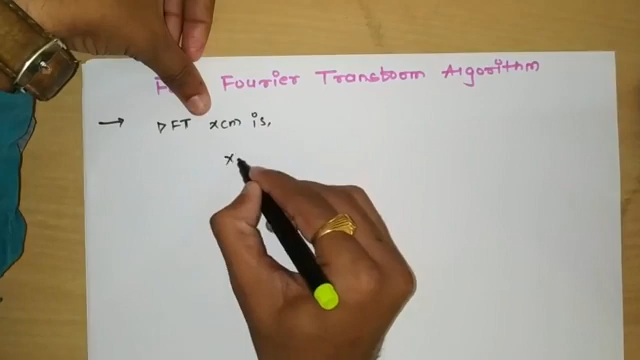 Fourier Transform Algorithm
→ DFT x(n) is,
x